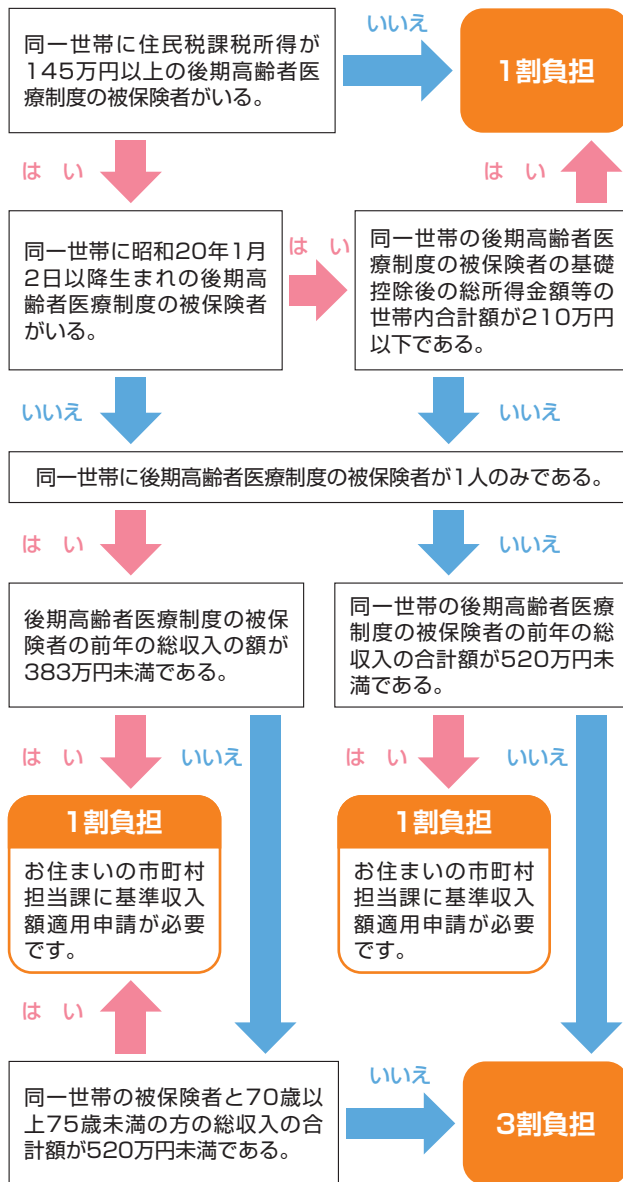 同一世帯に住民税課税所得が
145万円以上の後期高齢者医
療制度の被保険者がいる。
いいえ
1割負担
は い
は い
同一世帯に昭和20年1月
2日以降生まれの後期高
齢者医療制度の被保険者
がいる。
は い
同一世帯の後期高齢者医
療制度の被保険者の基礎
控除後の総所得金額等の
世帯内合計額が210万円
以下である。
いいえ
いいえ
同一世帯に後期高齢者医療制度の被保険者が1人のみである。
は い
いいえ
後期高齢者医療制度の被保
険者の前年の総収入の額が
383万円未満である。
同一世帯の後期高齢者医療
制度の被保険者の前年の総
収入の合計額が520万円未
満である。
は い
いいえ
は い
いいえ
1割負担
お住まいの市町村
担当課に基準収入
額適用申請が必要
です。
1割負担
お住まいの市町村
担当課に基準収入
額適用申請が必要
です。
は い
同一世帯の被保険者と70歳以
上75歳未満の方の総収入の合
計額が520万円未満である。
いいえ
3割負担